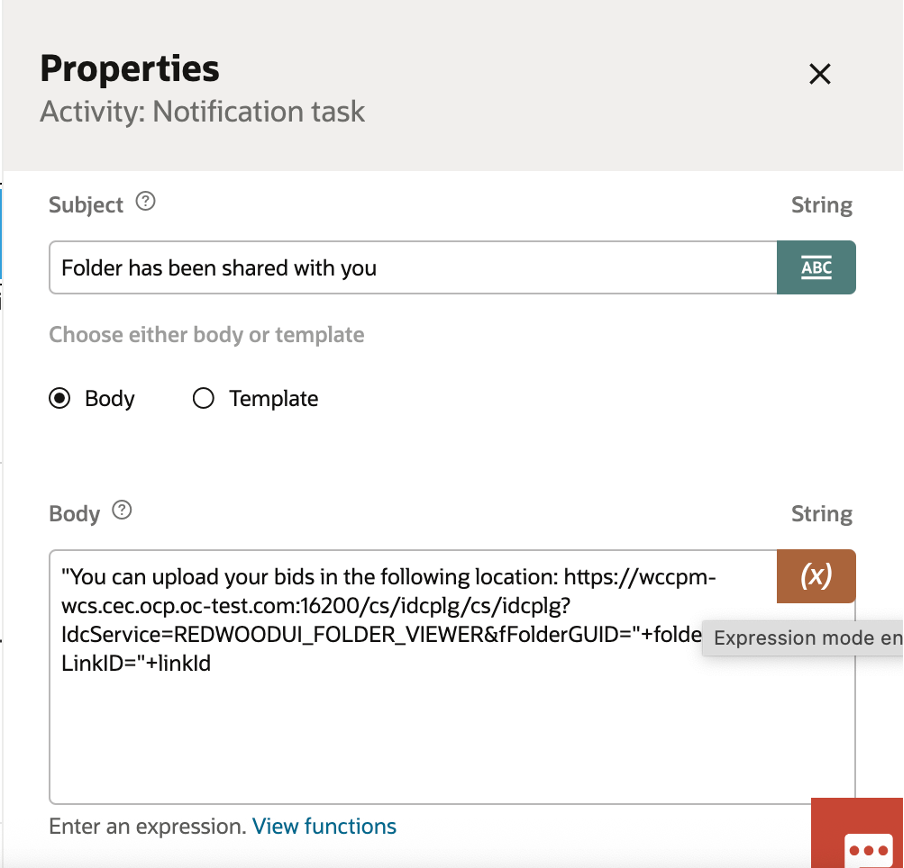 Properties
Activity: Notification task
Subject ?
String
Folder has been shared with you
ABC
Choose either body or template
Body
Template
Body ?
String
"You can upload your bids in the following location: https://wccpm-
wcs.cec.ocp.oc-test.com:16200/cs/idcplg/cs/idcplg?
IdcService=REDWOODUI_FOLDER_VIEWER&fFolderGUID="+folde
LinkID="+linkId
(x)
Expression mode en
Enter an expression. View functions